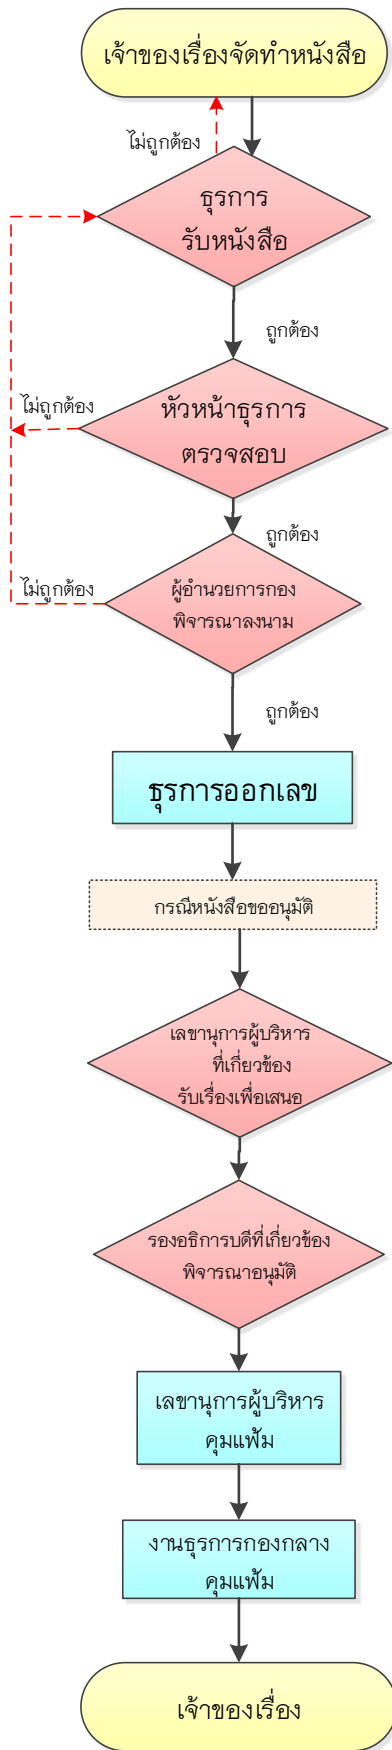 เจ้าของเรื่องจัดทำหนังสือ
ไม่ถูกต้อง
ธุรการ
รับหนังสือ
ถูกต้อง
ไม่ถูกต้อง
หัวหน้าธุรการ
ตรวจสอบ
ถูกต้อง
ไม่ถูกต้อง
ผู้อำนวยการกอง
พิจารณาลงนาม
ถูกต้อง
ธุรการออกเลข
กรณีหนังสือขออนุมัติ
เลขานุการผู้บริหาร
ที่เกี่ยวข้อง
รับเรื่องเพื่อเสนอ
รองอธิการบดีที่เกี่ยวข้อง
พิจารณาอนุมัติ
เลขานุการผู้บริหาร
คุมแฟ้ม
งานธุรการกองกลาง
คุมแฟ้ม
เจ้าของเรื่อง